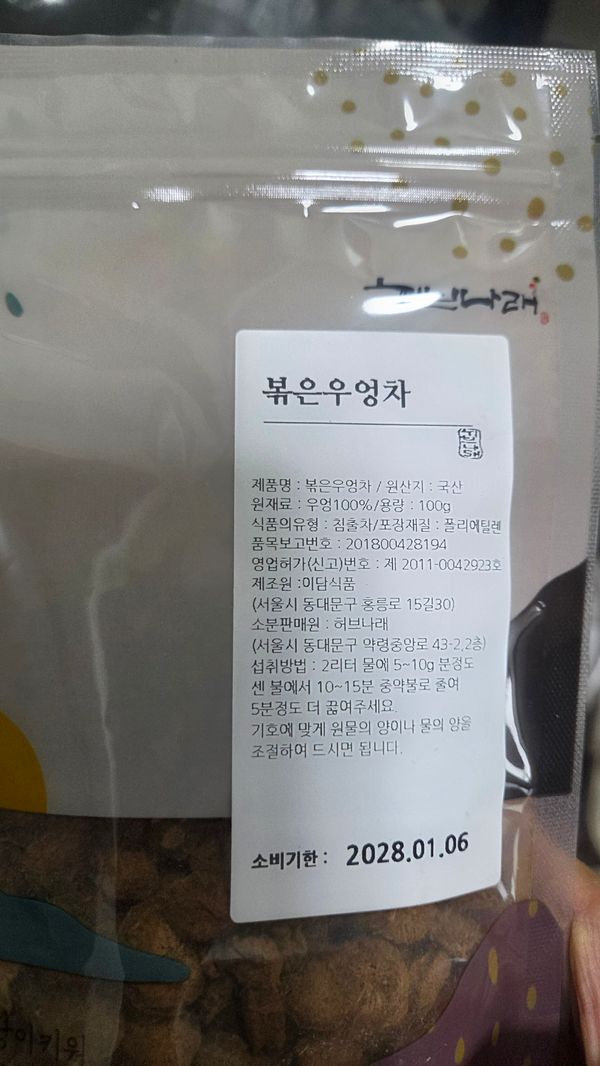 허브나래
볶은우엉차
허브나래
제품명 : 볶은우엉차 / 원산지 : 국산
원재료 : 우엉100%/용량 : 100g
식품의유형 : 침출차/포장재질 : 폴리에틸렌
품목보고번호 : 201800428194
영업허가(신고)번호 : 제 2011-0042923호
제조원 :이담식품
(서울시 동대문구 홍릉로 15길30)
소분판매원 : 허브나래
(서울시 동대문구 약령중앙로 43-2,2층)
섭취방법 : 2리터 물에 5~10g 분정도
센 불에서 10~15분 중약불로 줄여
5분정도 더 끓여주세요.
기호에 맞게 원물의 양이나 물의 양을
조절하여 드시면 됩니다.
소비기한 : 2028.01.06